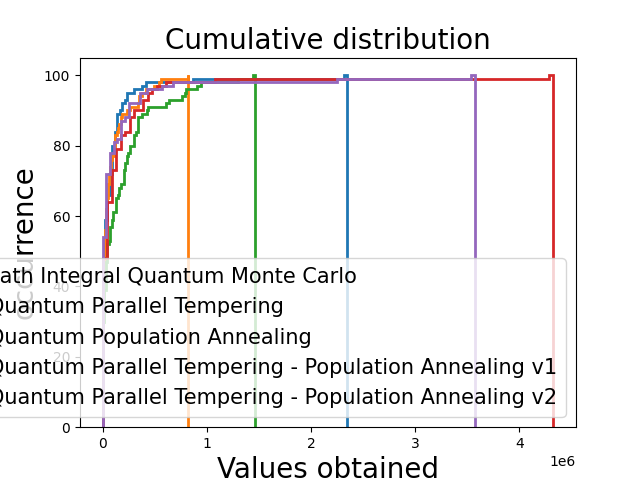 Cumulative distribution
100
80
60
40
20
0
occurrence
ath Integral Quantum Monte Carlo
Quantum Parallel Tempering
Quantum Population Annealing
Quantum Parallel Tempering - Population Annealing v1
Quantum Parallel Tempering - Population Annealing v2
0 1 2 3 4
1e6
Values obtained